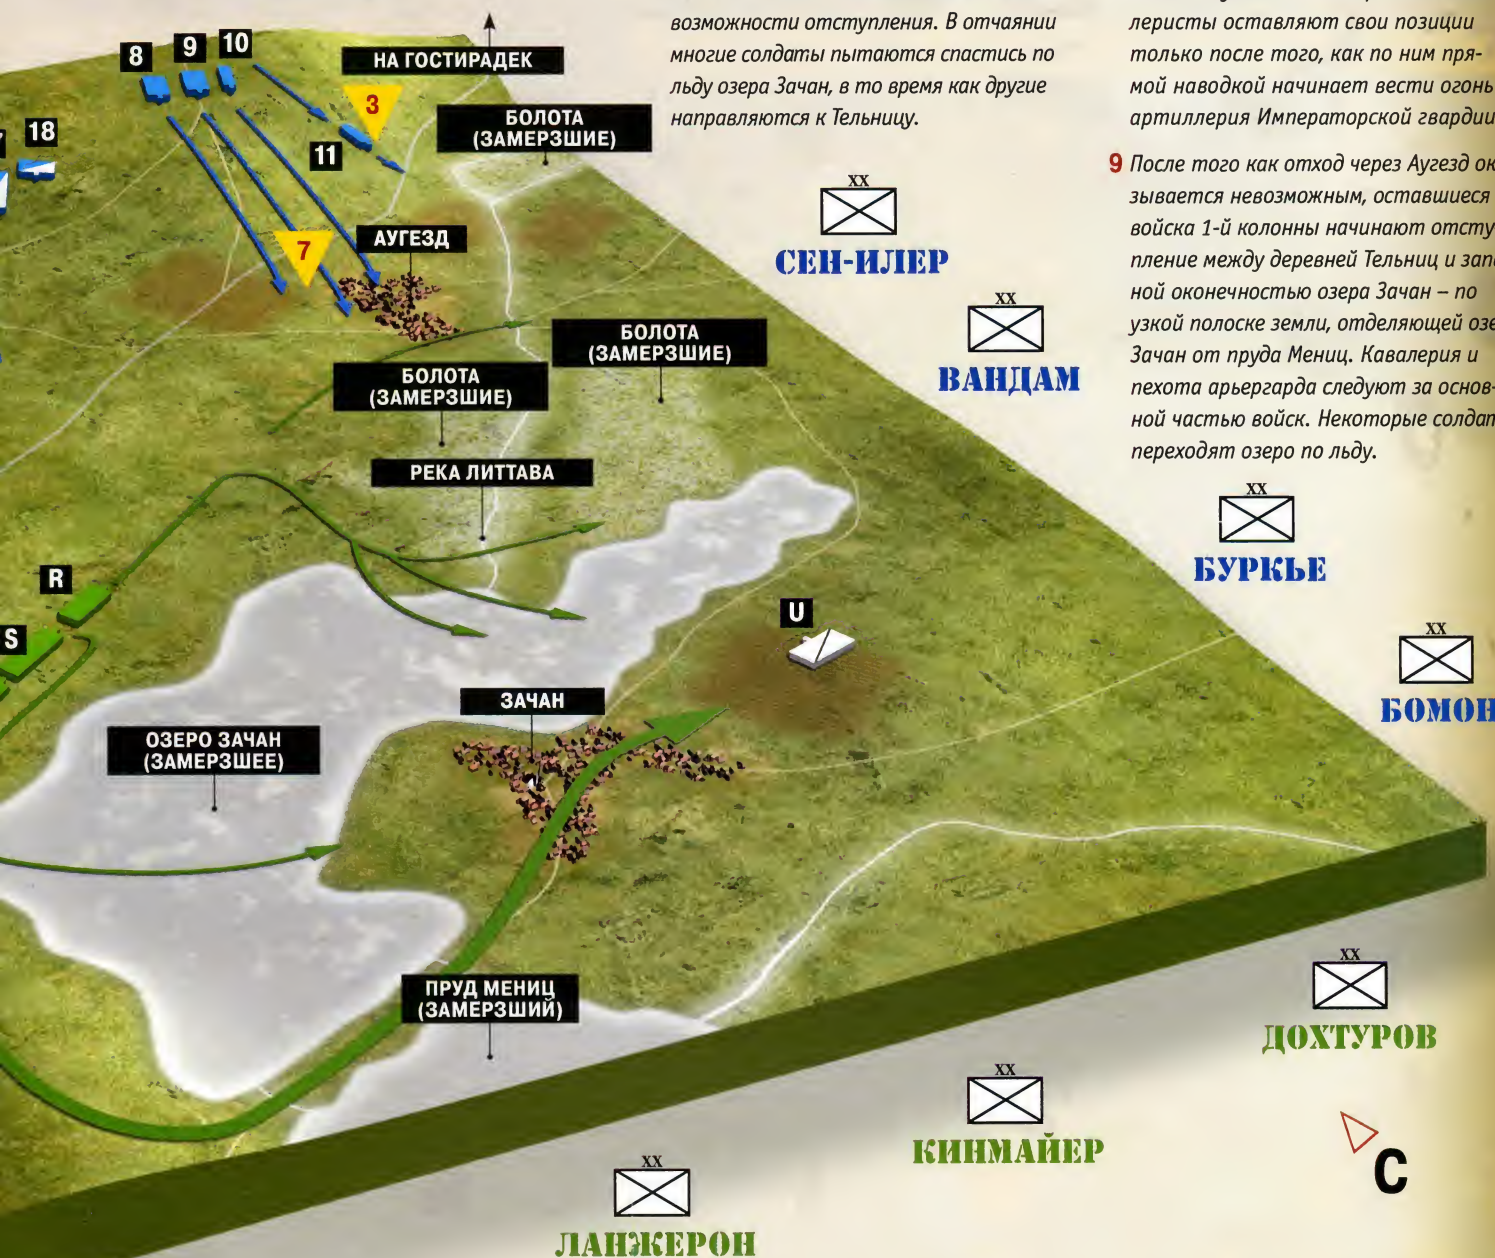 возможности отступления. В отчаянии
многие солдаты пытаются спастись по
льду озера Зачан, в то время как другие
направляются к Тельницу.
леристы оставляют свои позиции
только после того, как по ним пря-
мой наводкой начинает вести огонь
артиллерия Императорской гвардии
9 После того как отход через Аугезд ок
зывается невозможным, оставшиеся
войска 1-й колонны начинают отсту
пление между деревней Тельниц и зап
ной оконечностью озера Зачан – по
узкой полоске земли, отделяющей озе
Зачан от пруда Мениц. Кавалерия и
пехота арьергарда следуют за основ-
ной частью войск. Некоторые солдат
переходят озеро по льду.
8
9
10
18
НА ГОСТИРАДЕК
3
11
БОЛОТА
(ЗАМЕРЗШИЕ)
7
АУГЕЗД
БОЛОТА
(ЗАМЕРЗШИЕ)
БОЛОТА
(ЗАМЕРЗШИЕ)
РЕКА ЛИТТАВА
R
S
U
ЗАЧАН
ОЗЕРО ЗАЧАН
(ЗАМЕРЗШЕЕ)
ПРУД МЕНИЦ
(ЗАМЕРЗШИЙ)
XX
СЕН-ИЛЕР
XX
ВАНДАМ
XX
БУРКЬЕ
XX
БОМОН
XX
ДОХТУРОВ
XX
КИНМАЙЕР
XX
ЛАНЖЕРОН
С